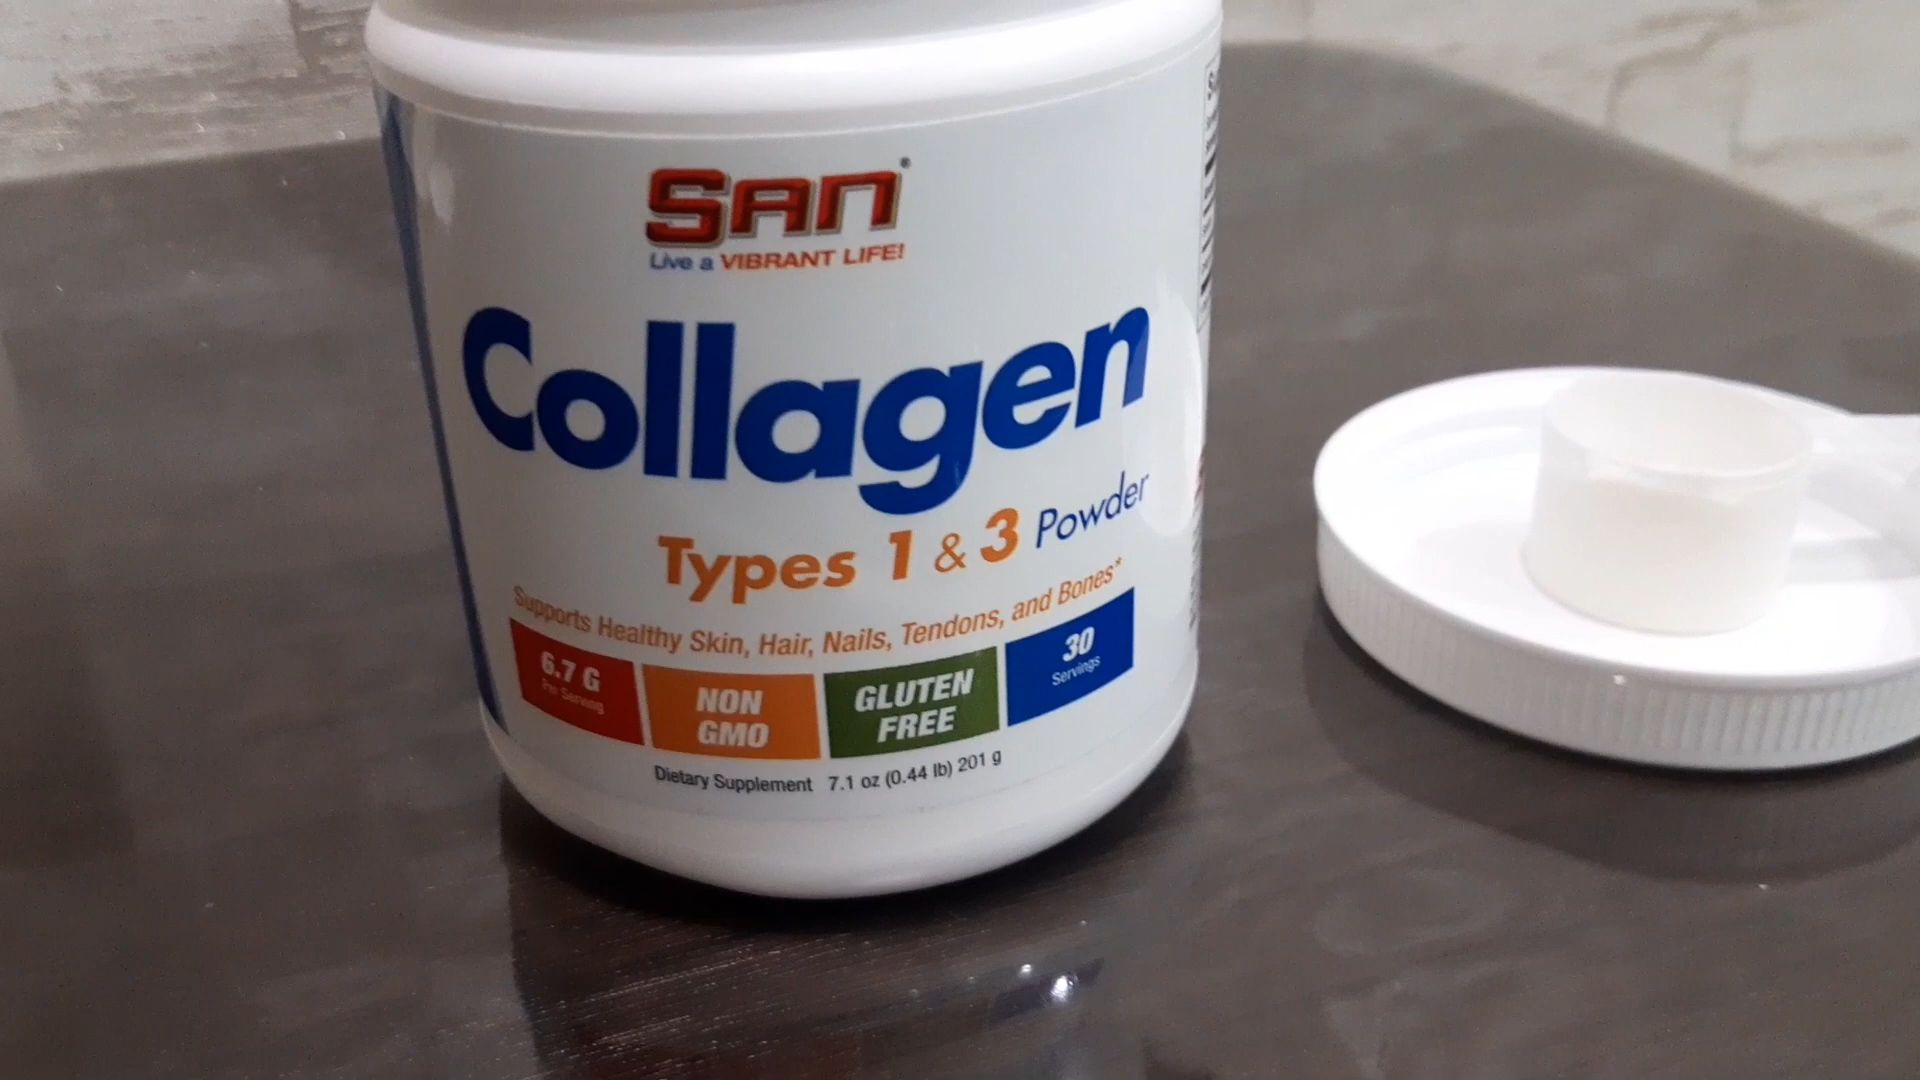 SAN®
Live a VIBRANT LIFE!
Collagen
Types 1 & 3 Powder
Supports Healthy Skin, Hair, Nails, Tendons, and Bones*
6.7 G
Per Serving
NON
GMO
GLUTEN
FREE
30
Servings
Dietary Supplement 7.1 oz (0.44 lb) 201 g